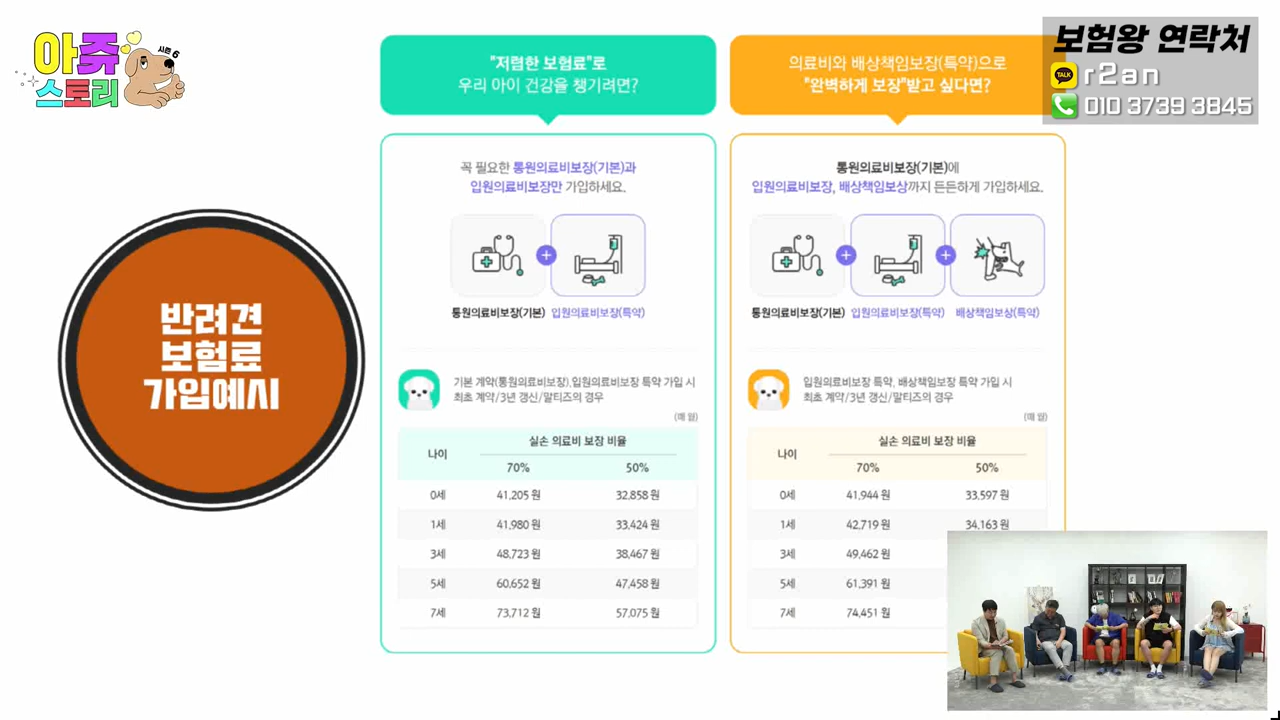 아쥬
스토리
시즌 6
보험왕 연락처
TALK
r2an
010 3739 3845
반려견
보험료
가입예시
"저렴한 보험료"로
우리 아이 건강을 챙기려면?
꼭 필요한 통원의료비보장(기본)과
입원의료비보장만 가입하세요.
통원의료비보장(기본)
입원의료비보장(특약)
기본 계약(통원의료비보장),입원의료비보장 특약 가입 시
최초 계약/3년 갱신/말티즈의 경우
(매 월)
나이
실손 의료비 보장 비율
70% 50%
0세 41,205 원 32,858 원
1세 41,980 원 33,424 원
3세 48,723 원 38,467 원
5세 60,652 원 47,458 원
7세 73,712 원 57,075 원
의료비와 배상책임보장(특약)으로
"완벽하게 보장"받고 싶다면?
통원의료비보장(기본)에
입원의료비보장, 배상책임보상까지 든든하게 가입하세요.
통원의료비보장(기본)
입원의료비보장(특약)
배상책임보상(특약)
입원의료비보장 특약, 배상책임보장 특약 가입 시
최초 계약/3년 갱신/말티즈의 경우
(매 월)
나이
실손 의료비 보장 비율
70% 50%
0세 41,944 원 33,597 원
1세 42,719 원 34,163 원
3세 49,462 원
5세 61,391 원
7세 74,451 원